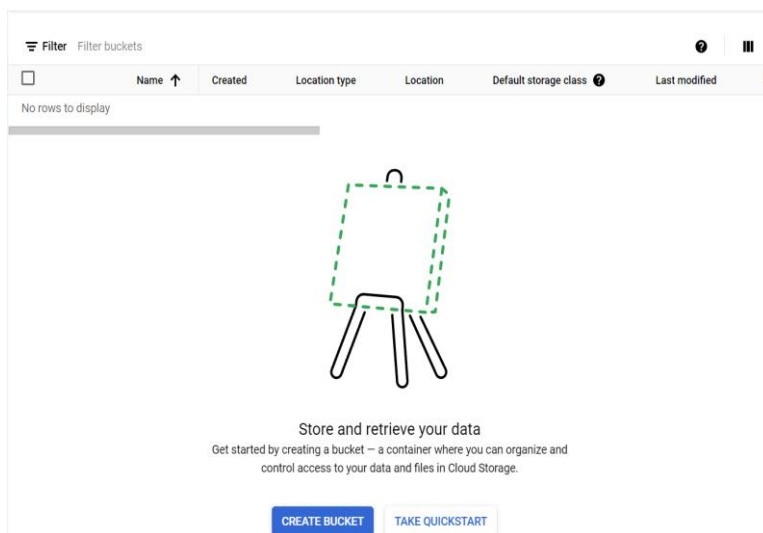 Filter Filter buckets
Name Created Location type Location Default storage class Last modified
No rows to display
Store and retrieve your data
Get started by creating a bucket — a container where you can organize and
control access to your data and files in Cloud Storage.
CREATE BUCKET TAKE QUICKSTART